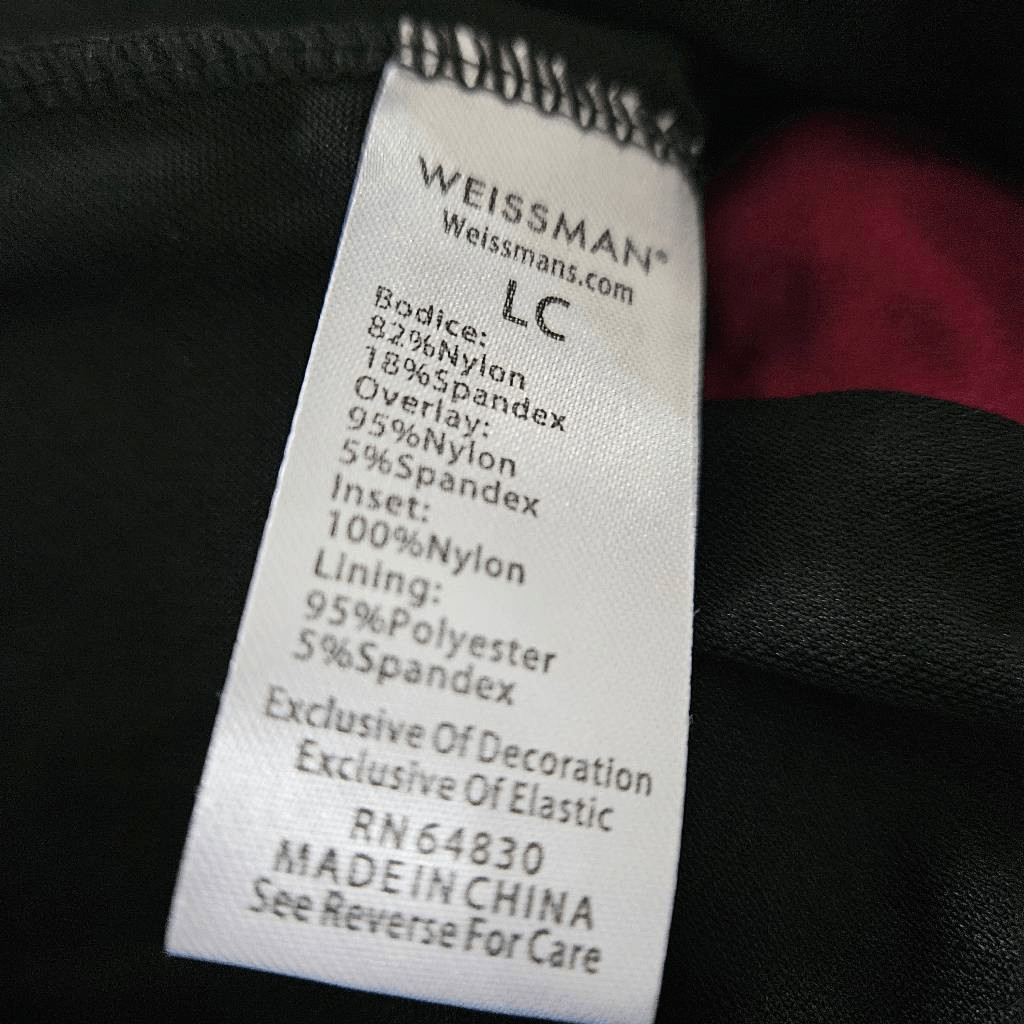 WEISSMAN®
Weissmans.com
LC
Bodice:
82%Nylon
18%Spandex
Overlay:
95%Nylon
5%Spandex
Inset:
100%Nylon
Lining:
95%Polyester
5%Spandex
Exclusive Of Decoration
Exclusive Of Elastic
RN 64830
MADE IN CHINA
See Reverse For Care